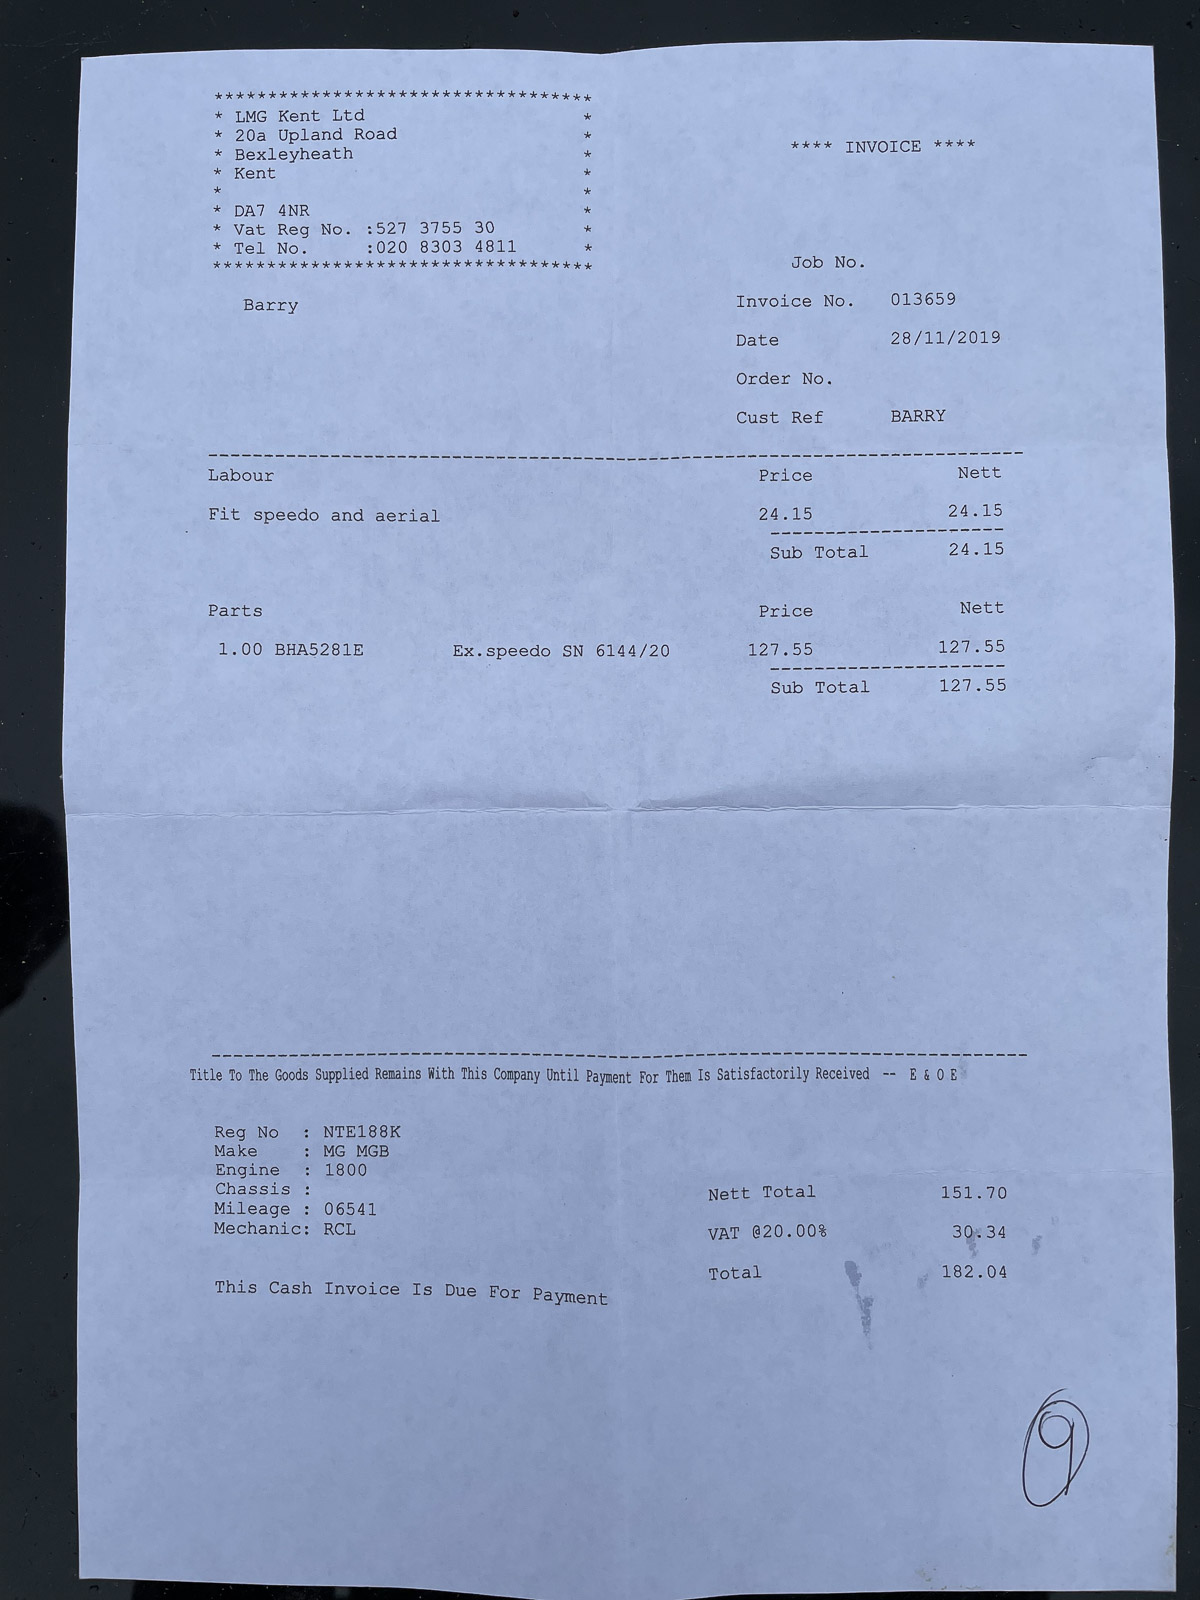 ***********************************
* LMG Kent Ltd *
* 20a Upland Road *
* Bexleyheath *
* Kent *
* *
* DA7 4NR *
* Vat Reg No. :527 3755 30 *
* Tel No. :020 8303 4811 *
***********************************
**** INVOICE ****
Barry
Job No.
Invoice No. 013659
Date 28/11/2019
Order No.
Cust Ref BARRY
Labour Price Nett
Fit speedo and aerial 24.15 24.15
Sub Total 24.15
Parts Price Nett
1.00 BHA5281E Ex.speedo SN 6144/20 127.55 127.55
Sub Total 127.55
Title To The Goods Supplied Remains With This Company Until Payment For Them Is Satisfactorily Received -- E & O E
Reg No : NTE188K
Make : MG MGB
Engine : 1800
Chassis :
Mileage : 06541
Mechanic: RCL
Nett Total 151.70
VAT @20.00% 30.34
Total 182.04
This Cash Invoice Is Due For Payment
9